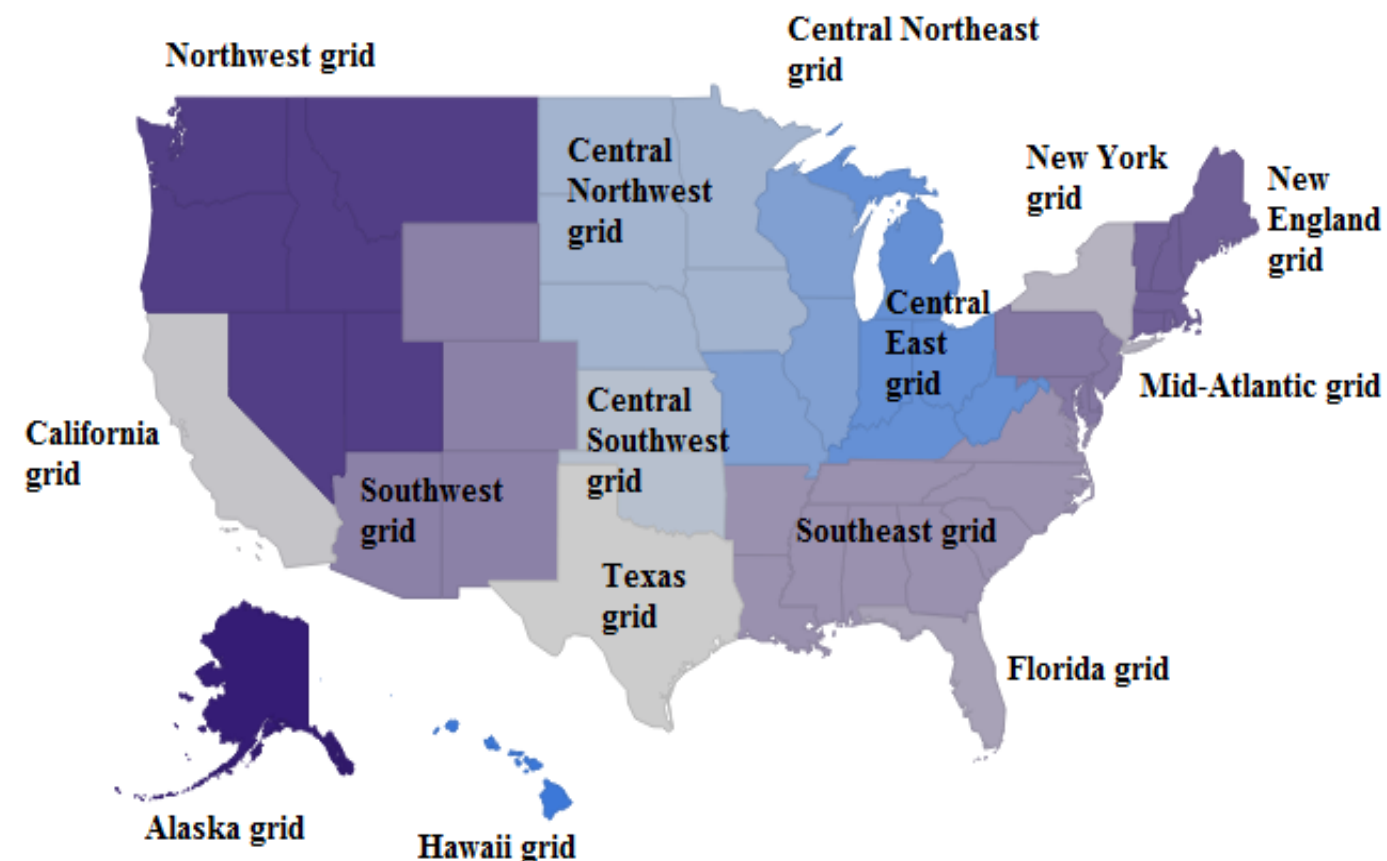 Central Northeast
grid
Northwest grid
Central
Northwest
grid
New York
grid
New
England
grid
Central
East
grid
Mid-Atlantic grid
Central
Southwest
grid
California
grid
Southwest
grid
Southeast grid
Texas
grid
Florida grid
Alaska grid
Hawaii grid